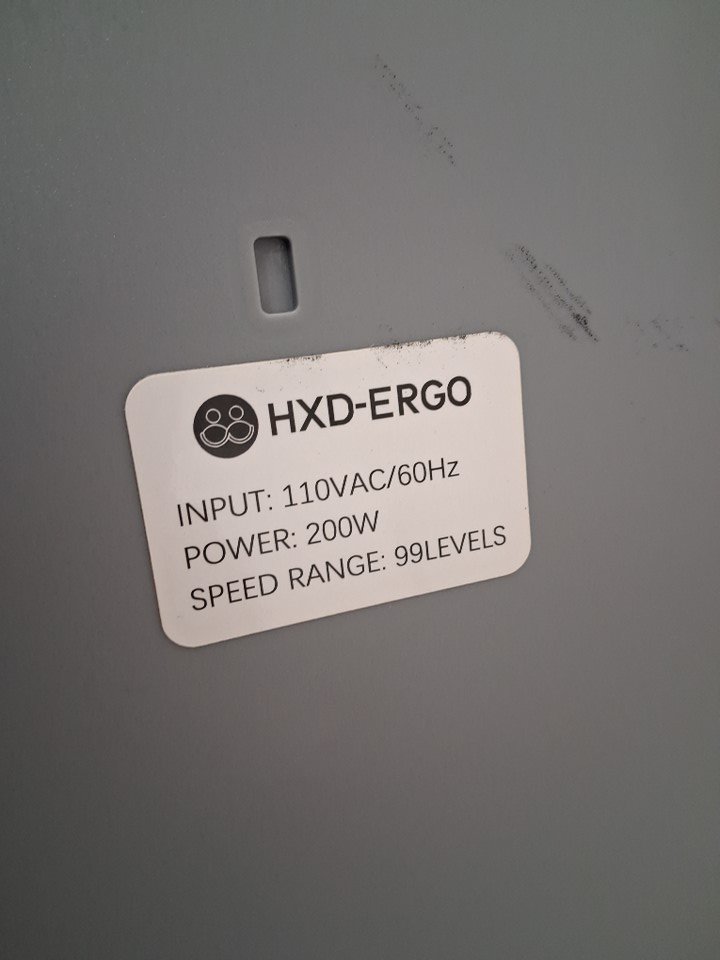 HXD-ERGO
INPUT: 110VAC/60Hz
POWER: 200W
SPEED RANGE: 99LEVELS